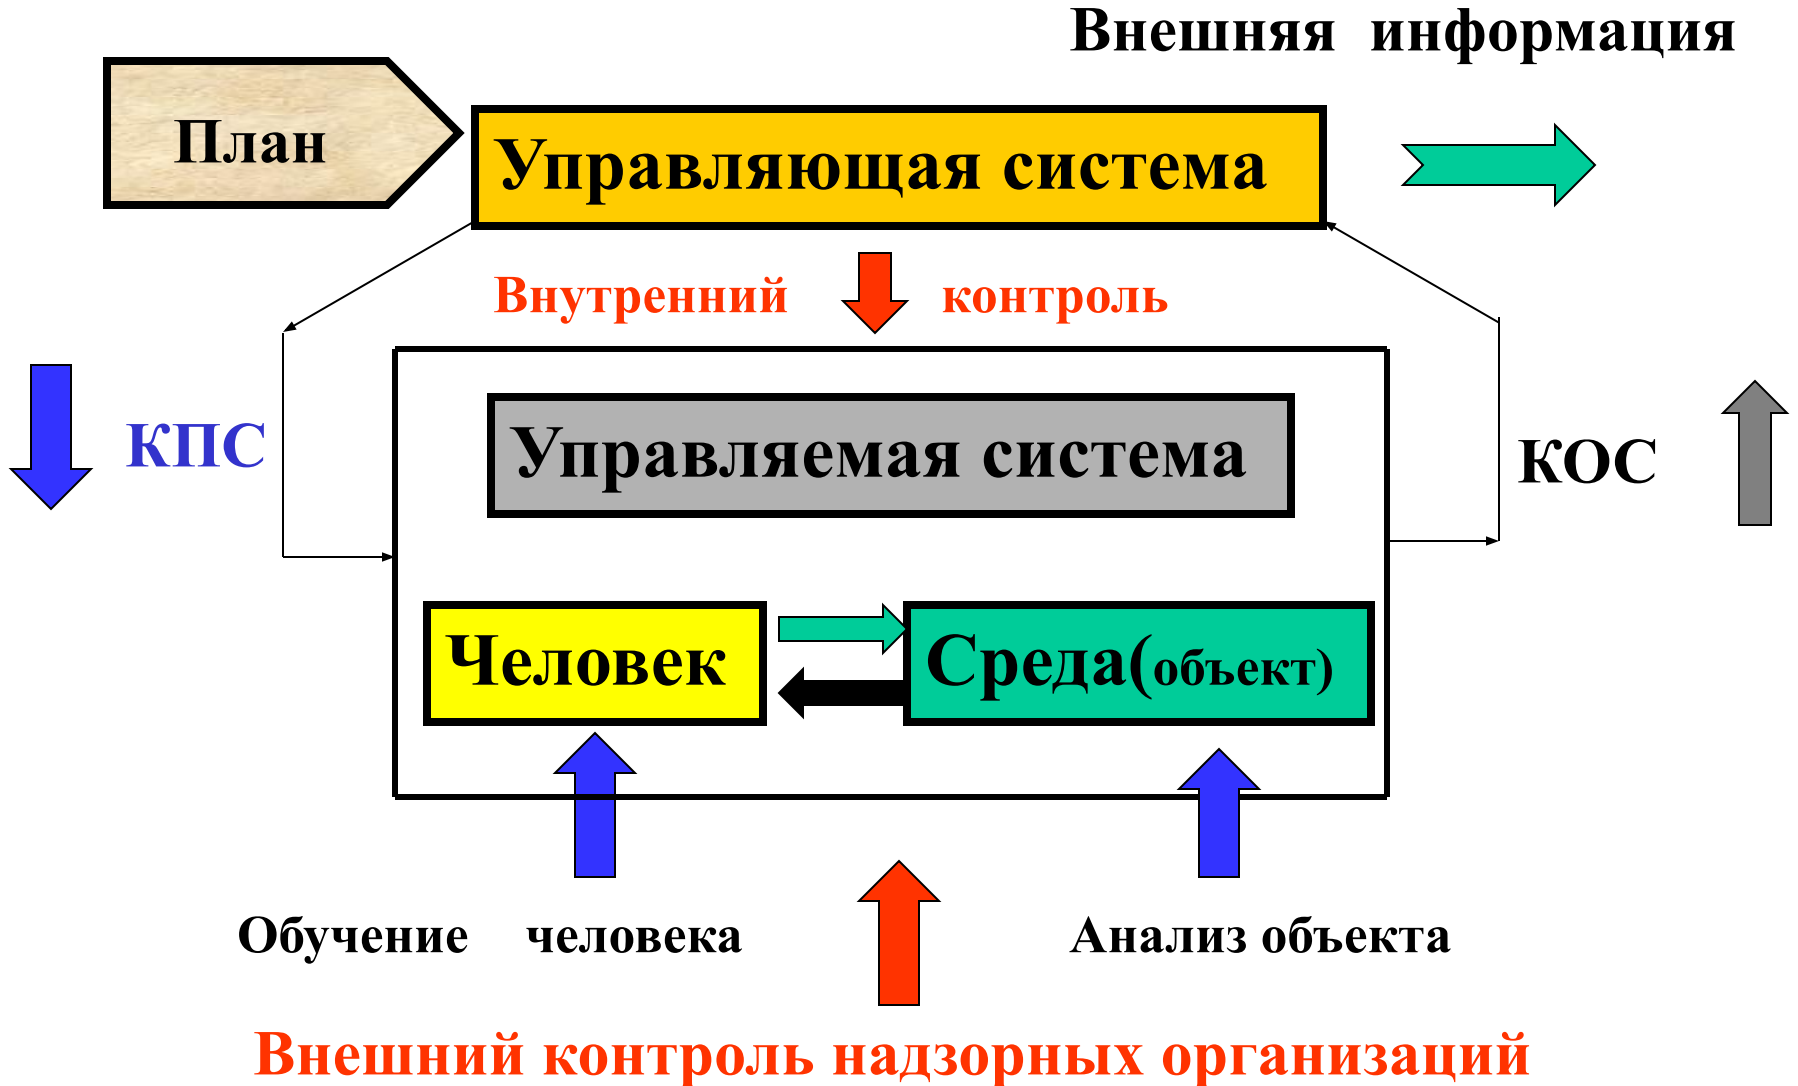 Внешняя информация
План
Управляющая система
Внутренний контроль
КПС
Управляемая система
КОС
Человек
Среда(объект)
Обучение человека
Анализ объекта
Внешний контроль надзорных организаций